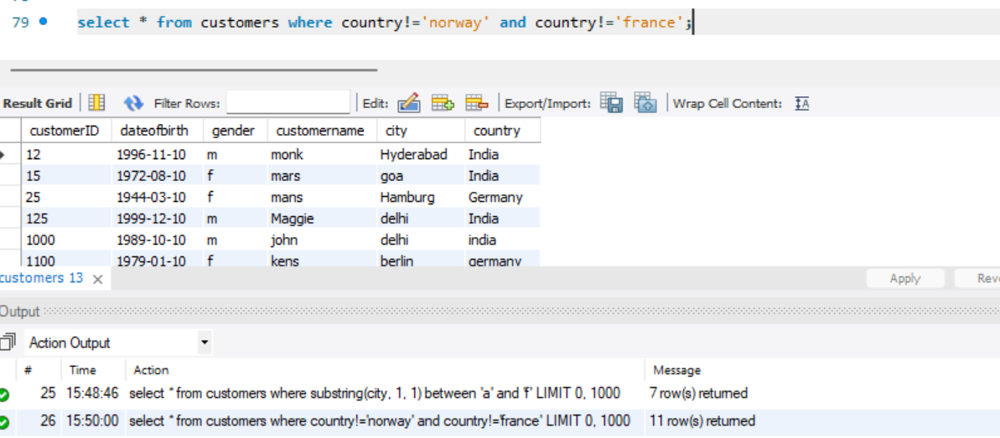 79 select * from customers where country!='norway' and country!='france';
Result Grid Filter Rows: Edit: Export/Import: Wrap Cell Content: IA
customerID dateofbirth gender customername city country
12 1996-11-10 m monk Hyderabad India
15 1972-08-10 f mars goa India
25 1944-03-10 f mans Hamburg Germany
125 1999-12-10 m Maggie delhi India
1000 1989-10-10 m john delhi india
1100 1979-01-10 f kens berlin germany
customers 13 Apply Reve
Output
Action Output
# Time Action Message
25 15:48:46 select * from customers where substring(city, 1, 1) between 'a' and 'f' LIMIT 0, 1000 7 row(s) returned
26 15:50:00 select * from customers where country!='norway' and country!='france' LIMIT 0, 1000 11 row(s) returned